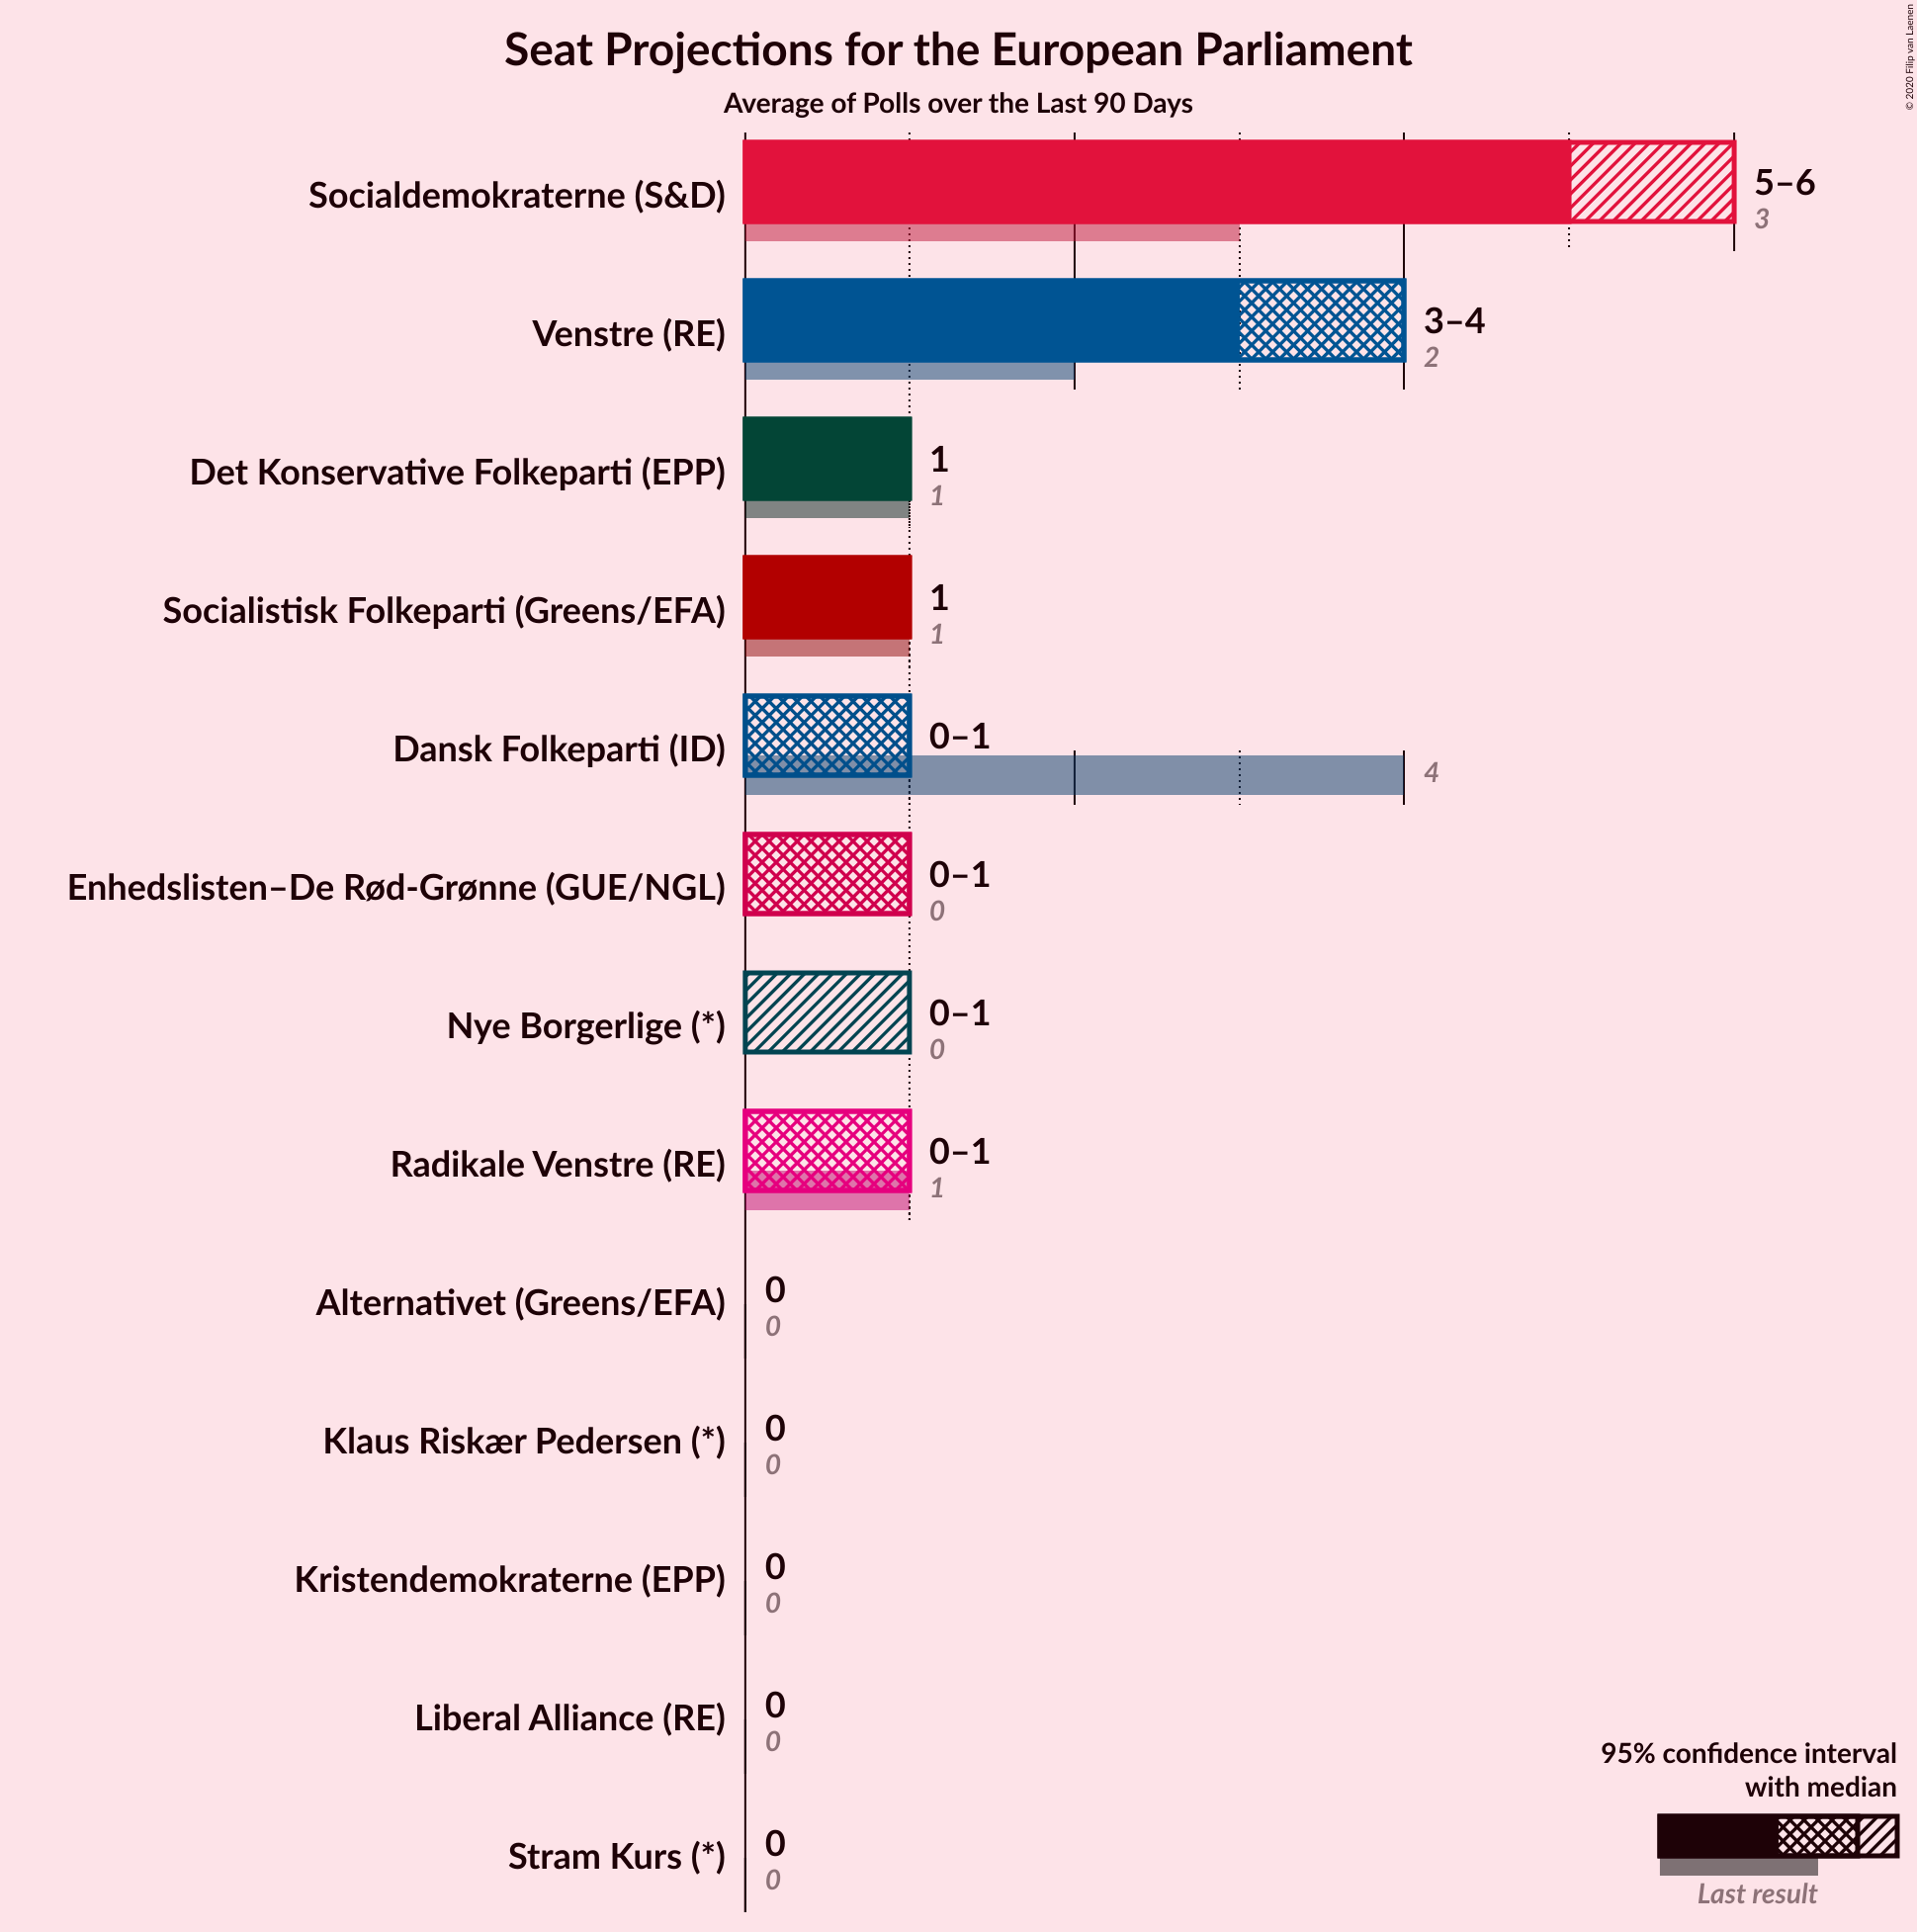 Seat Projections for the European Parliament
Average of Polls over the Last 90 Days
© 2020 Filip van Laenen
Socialdemokraterne (S&D)
5–6
3
Venstre (RE)
3–4
2
Det Konservative Folkeparti (EPP)
1
1
Socialistisk Folkeparti (Greens/EFA)
1
1
Dansk Folkeparti (ID)
0–1
4
Enhedslisten–De Rød-Grønne (GUE/NGL)
0–1
0
Nye Borgerlige (*)
0–1
0
Radikale Venstre (RE)
0–1
1
Alternativet (Greens/EFA)
0
0
Klaus Riskær Pedersen (*)
0
0
Kristendemokraterne (EPP)
0
0
Liberal Alliance (RE)
0
0
Stram Kurs (*)
0
0
95% confidence interval
with median
Last result